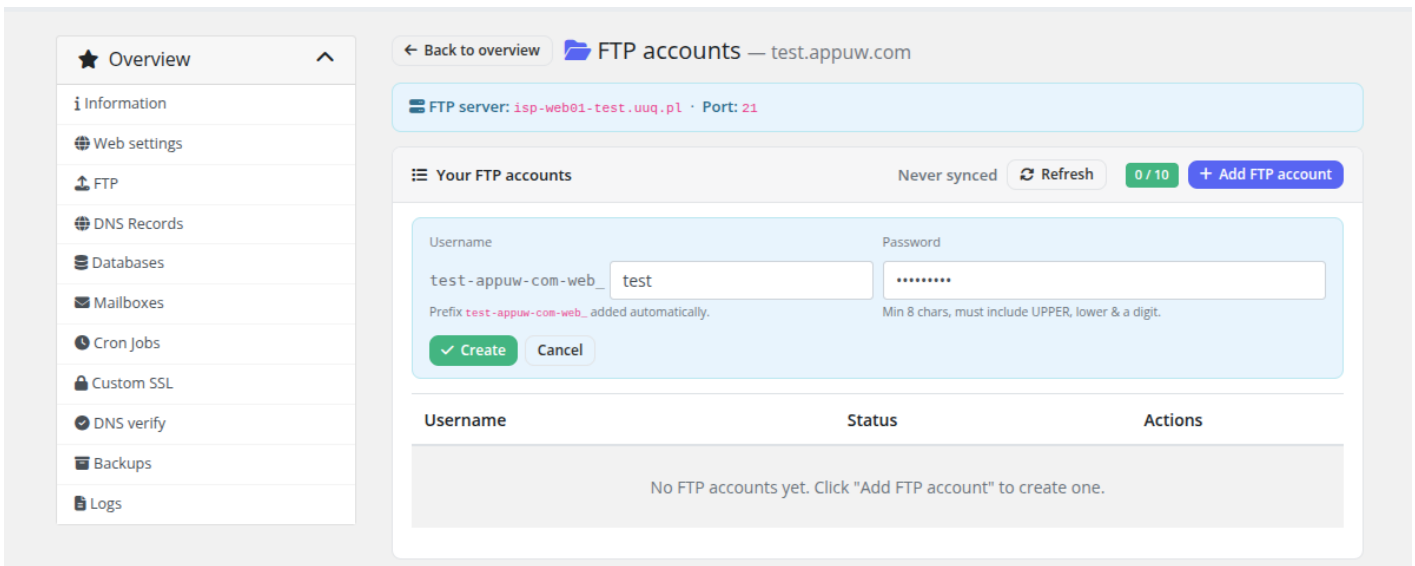 Overview
Information
Web settings
FTP
DNS Records
Databases
Mailboxes
Cron Jobs
Custom SSL
DNS verify
Backups
Logs
Back to overview FTP accounts — test.appuw.com
FTP server: isp-web01-test.uuq.pl · Port: 21
Your FTP accounts Never synced Refresh 0 / 10 + Add FTP account
Username Password
test-appuw-com-web_ test •••••••••
Prefix test-appuw-com-web_ added automatically. Min 8 chars, must include UPPER, lower & a digit.
Create Cancel
Username Status Actions
No FTP accounts yet. Click "Add FTP account" to create one.